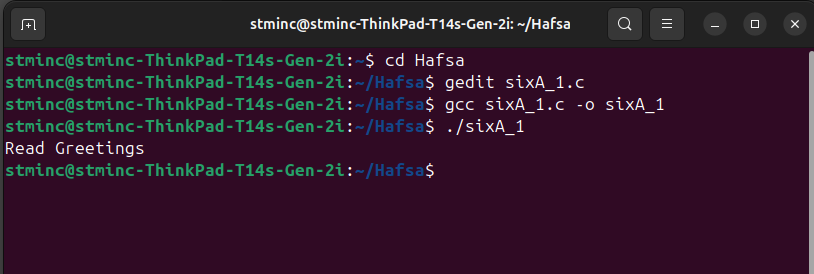 stminc@stminc-ThinkPad-T14s-Gen-2i: ~/Hafsa
stminc@stminc-ThinkPad-T14s-Gen-2i:~$ cd Hafsa
stminc@stminc-ThinkPad-T14s-Gen-2i:~/Hafsa$ gedit sixA_1.c
stminc@stminc-ThinkPad-T14s-Gen-2i:~/Hafsa$ gcc sixA_1.c -o sixA_1
stminc@stminc-ThinkPad-T14s-Gen-2i:~/Hafsa$ ./sixA_1
Read Greetings
stminc@stminc-ThinkPad-T14s-Gen-2i:~/Hafsa$